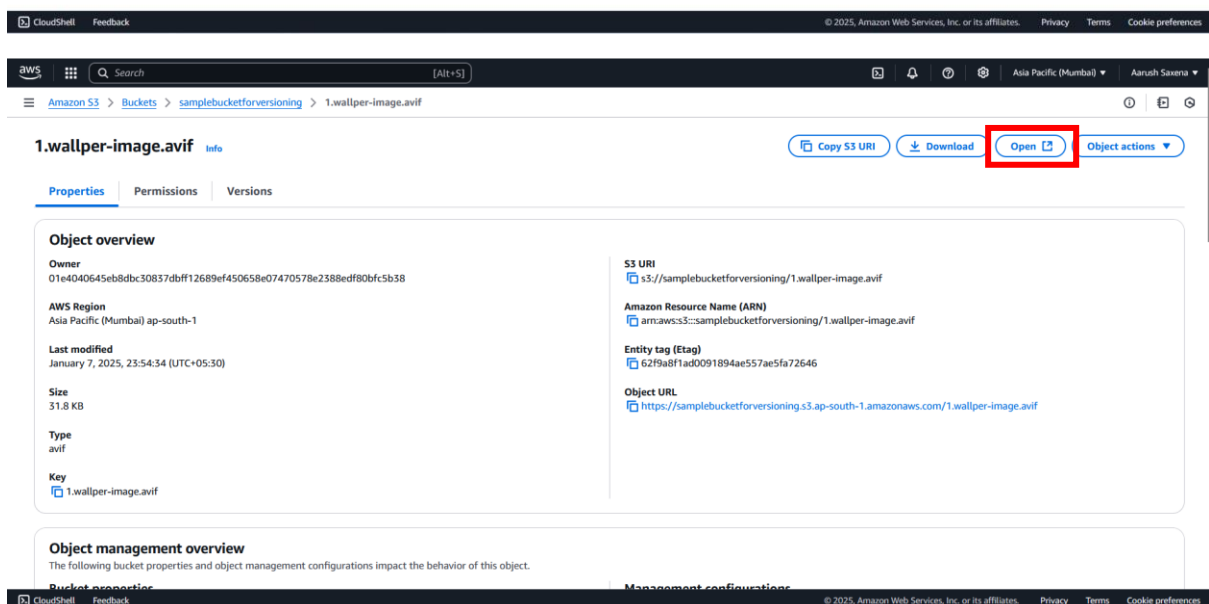 CloudShell Feedback © 2025, Amazon Web Services, Inc. or its affiliates. Privacy Terms Cookie preferences
aws Search [Alt+S] Asia Pacific (Mumbai) Aarush Saxena
Amazon S3 > Buckets > samplebucketforversioning > 1.wallper-image.avif
1.wallper-image.avif Info Copy S3 URI Download Open Object actions
Properties Permissions Versions
Object overview
Owner
01e4040645eb8dbc30837dbff12689ef450658e07470578e2388edf80bfc5b38
AWS Region
Asia Pacific (Mumbai) ap-south-1
Last modified
January 7, 2025, 23:54:34 (UTC+05:30)
Size
31.8 KB
Type
avif
Key
1.wallper-image.avif
S3 URI
s3://samplebucketforversioning/1.wallper-image.avif
Amazon Resource Name (ARN)
arn:aws:s3:::samplebucketforversioning/1.wallper-image.avif
Entity tag (Etag)
62f9a8f1ad0091894ae557ae5fa72646
Object URL
https://samplebucketforversioning.s3.ap-south-1.amazonaws.com/1.wallper-image.avif
Object management overview
The following bucket properties and object management configurations impact the behavior of this object.
Bucket properties Management configurations
CloudShell Feedback © 2025, Amazon Web Services, Inc. or its affiliates. Privacy Terms Cookie preferences